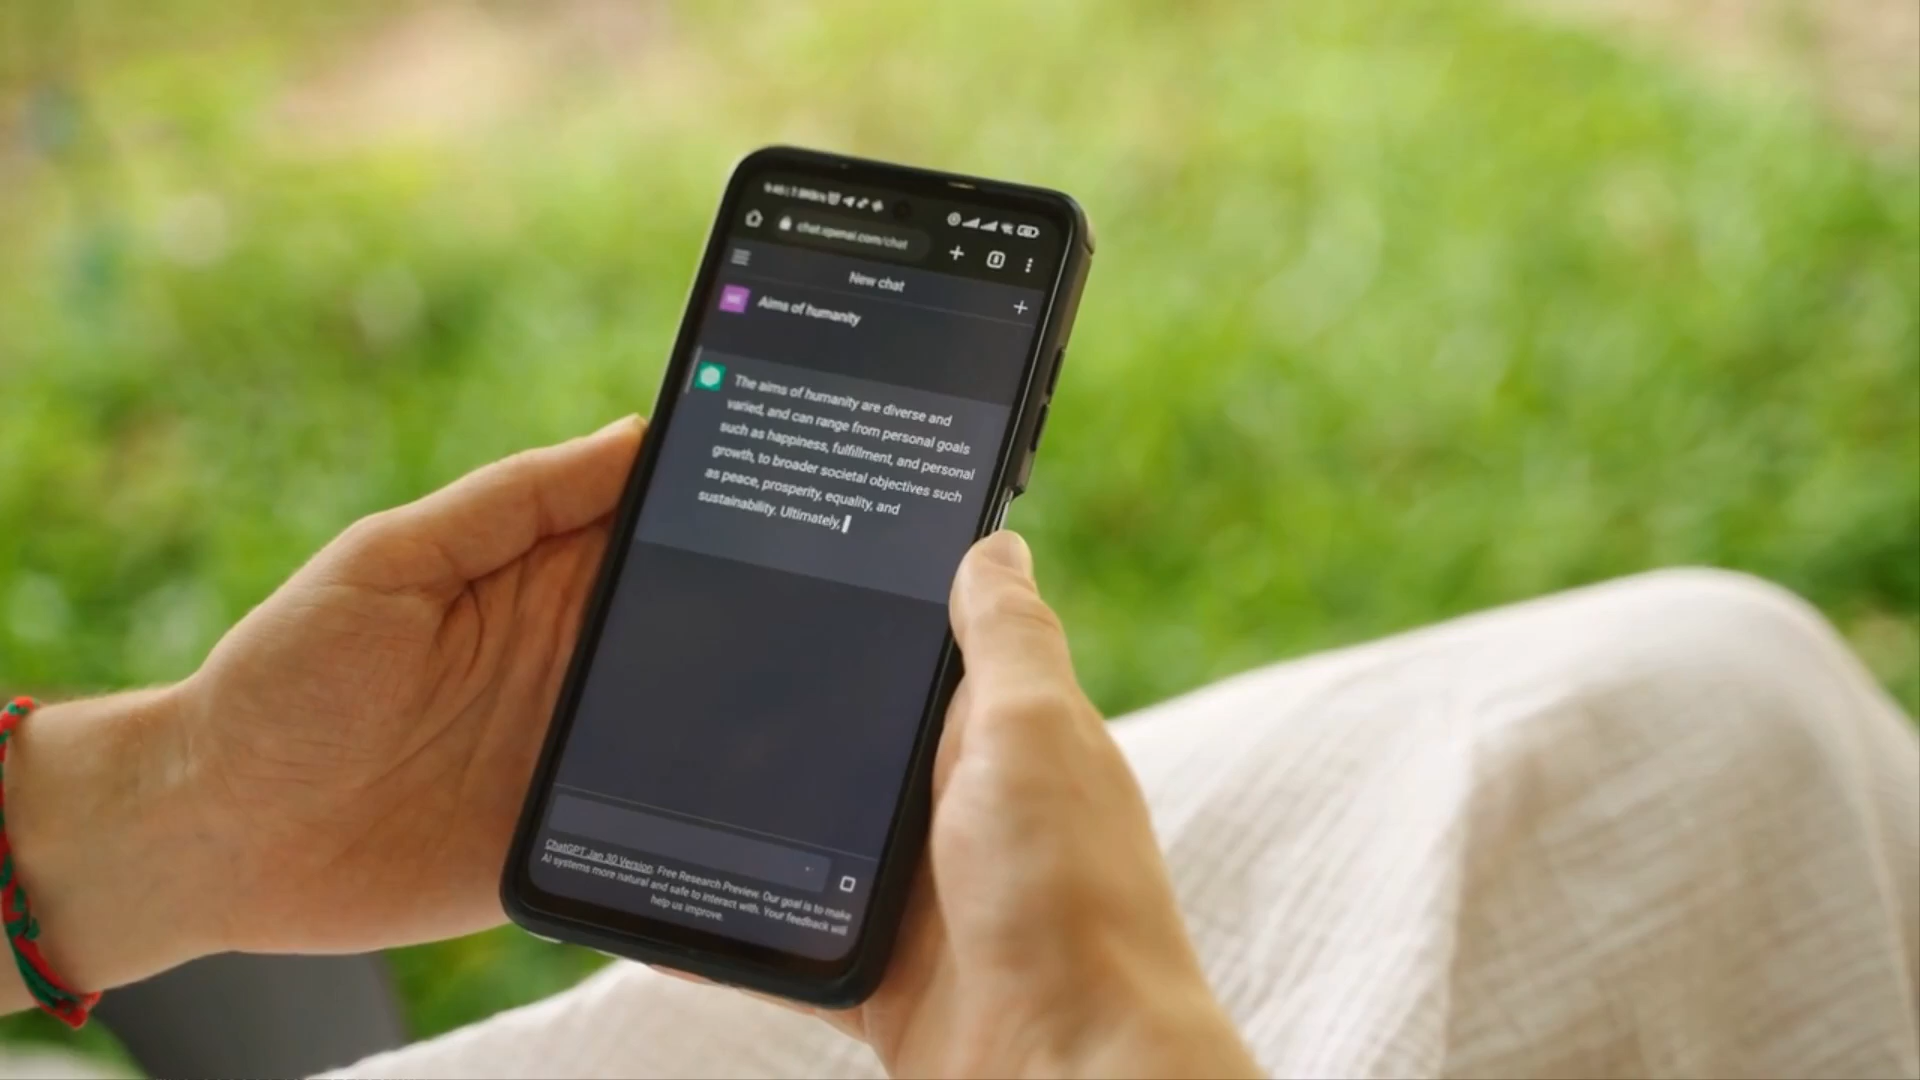 chat.openai.com/chat
New chat
Aims of humanity
The aims of humanity are diverse and
varied, and can range from personal goals
such as happiness, fulfillment, and personal
growth, to broader societal objectives such
as peace, prosperity, equality, and
sustainability. Ultimately,
ChatGPT Jan 30 Version. Free Research Preview. Our goal is to make
AI systems more natural and safe to interact with. Your feedback will
help us improve.